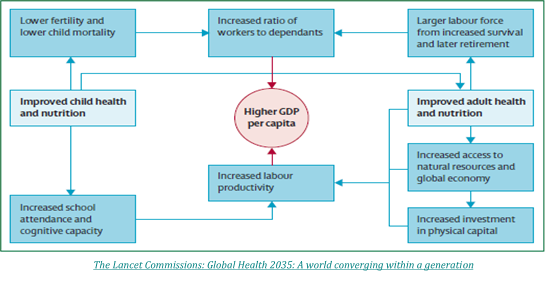 Lower fertility and
lower child mortality
Increased ratio of
workers to dependants
Larger labour force
from increased survival
and later retirement
Improved child health
and nutrition
Higher GDP
per capita
Improved adult health
and nutrition
Increased labour
productivity
Increased access to
natural resources and
global economy
Increased school
attendance and
cognitive capacity
Increased investment
in physical capital
The Lancet Commissions: Global Health 2035: A world converging within a generation